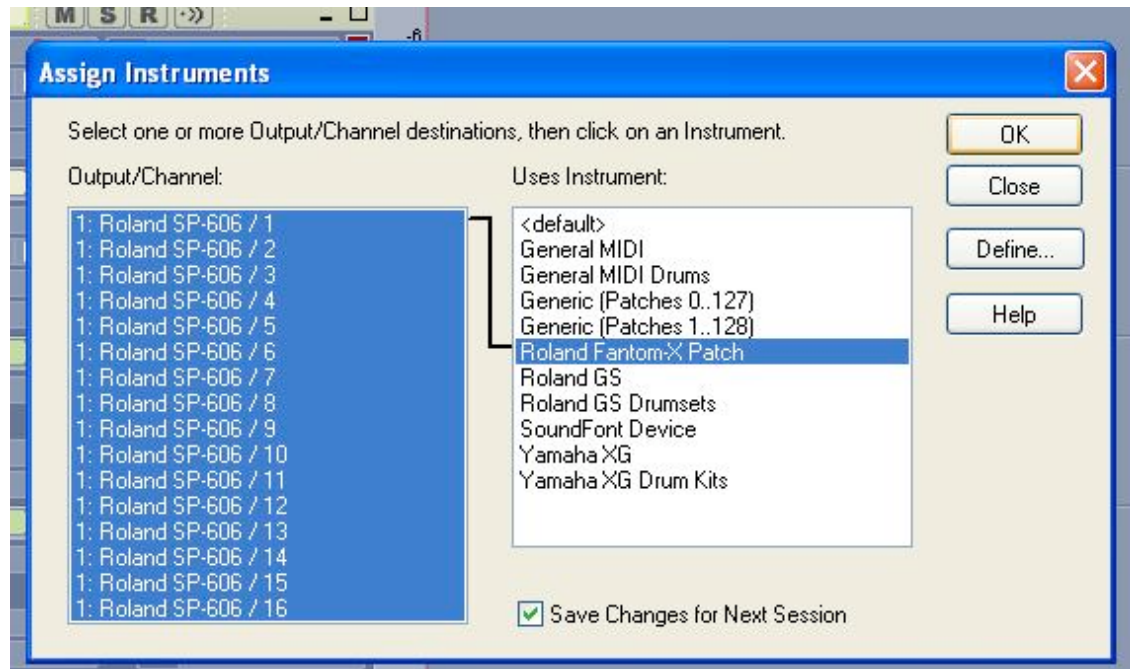 M S R
-6
Assign Instruments
Select one or more Output/Channel destinations, then click on an Instrument.
OK
Output/Channel:
Uses Instrument:
Close
1: Roland SP-606 / 1
1: Roland SP-606 / 2
1: Roland SP-606 / 3
1: Roland SP-606 / 4
1: Roland SP-606 / 5
1: Roland SP-606 / 6
1: Roland SP-606 / 7
1: Roland SP-606 / 8
1: Roland SP-606 / 9
1: Roland SP-606 / 10
1: Roland SP-606 / 11
1: Roland SP-606 / 12
1: Roland SP-606 / 13
1: Roland SP-606 / 14
1: Roland SP-606 / 15
1: Roland SP-606 / 16
<default>
General MIDI
General MIDI Drums
Generic (Patches 0..127)
Generic (Patches 1..128)
Roland Fantom-X Patch
Roland GS
Roland GS Drumsets
SoundFont Device
Yamaha XG
Yamaha XG Drum Kits
Define...
Help
Save Changes for Next Session